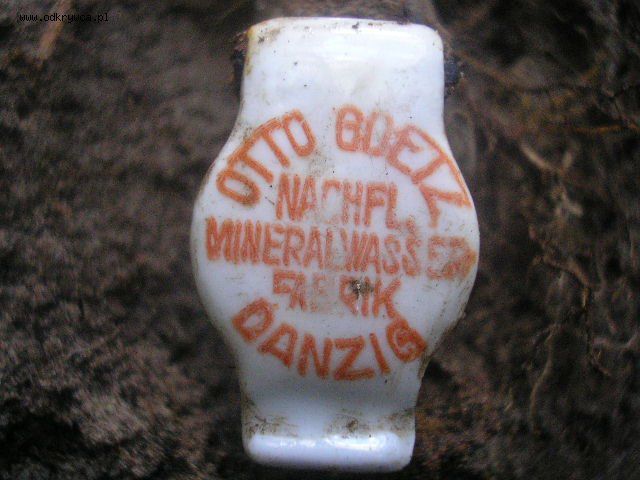 www.odkrywca.pl
OTTO GOETZ
NACHFL.
MINERALWASSER
FABRIK
DANZIG